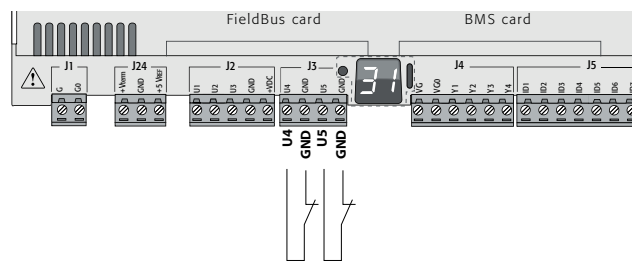 FieldBus card BMS card
J1 J24 J2 J3 J4 J5
G G0 +VTERM GND +5 VREF U1 U2 U3 GND +VDC U4 GND U5 GND VG VG0 Y1 Y2 Y3 Y4 ID1 ID2 ID3 ID4 ID5 ID6
31
U4 GND U5 GND